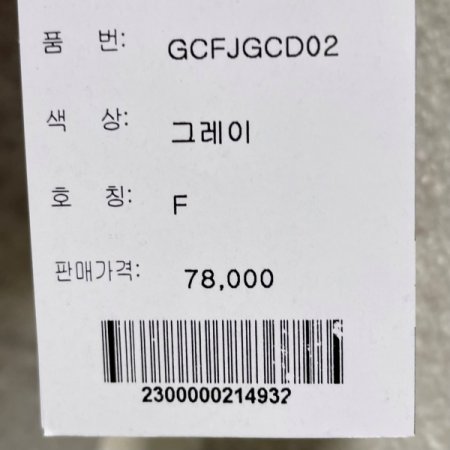 품 번: GCFJGCD02
색 상: 그레이
호 칭: F
판매가격: 78,000
2300000214932